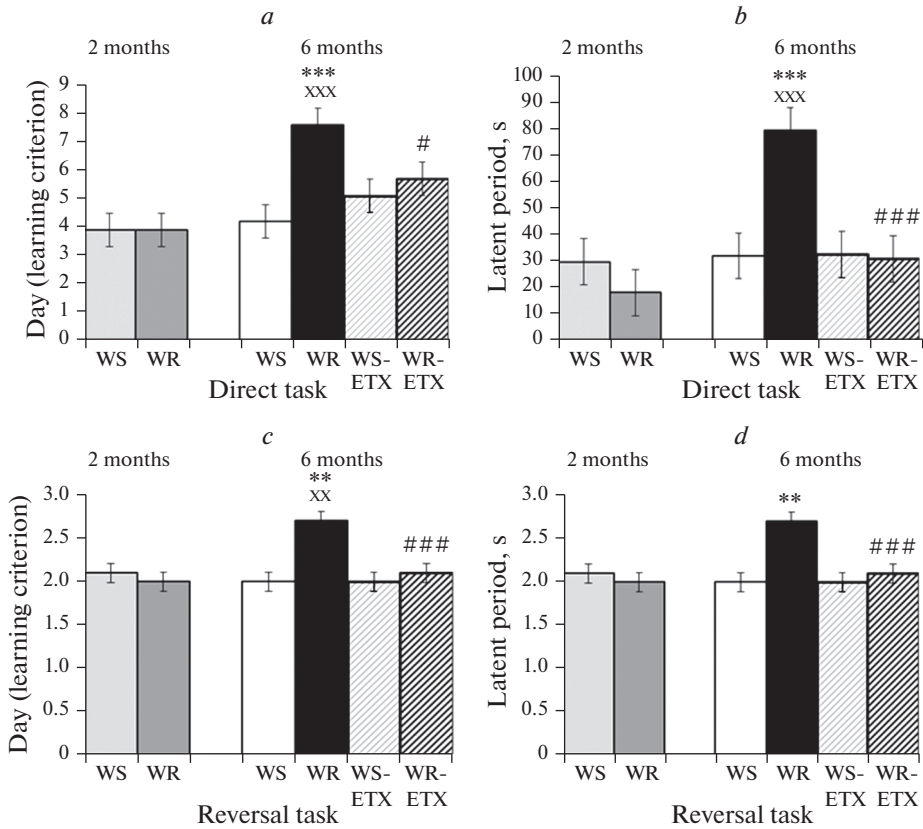 a
2 months 6 months
Day (learning criterion)
9
8
7
6
5
4
3
2
1
0
***
xxx
#
WS WR WS WR WS-ETX WR-ETX
Direct task
b
2 months 6 months
Latent period, s
100
90
80
70
60
50
40
30
20
10
0
***
xxx
###
WS WR WS WR WS-ETX WR-ETX
Direct task
c
2 months 6 months
Day (learning criterion)
3.0
2.5
2.0
1.5
1.0
0.5
0
**
xx
###
WS WR WS WR WS-ETX WR-ETX
Reversal task
d
2 months 6 months
Latent period, s
3.0
2.5
2.0
1.5
1.0
0.5
0
**
###
WS WR WS WR WS-ETX WR-ETX
Reversal task